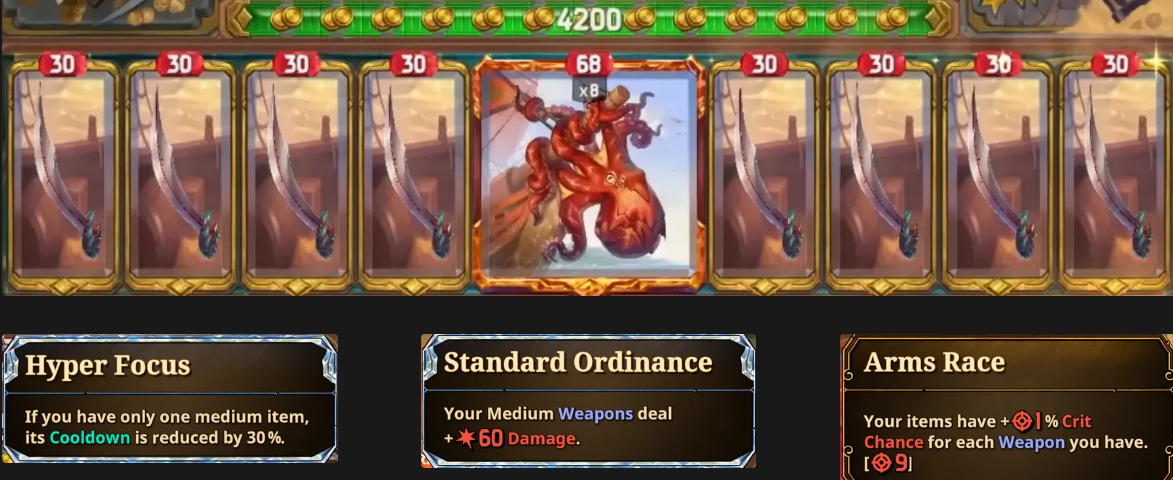 4200
30
30
30
30
68
x8
30
30
30
30
Hyper Focus
If you have only one medium item,
its Cooldown is reduced by 30%.
Standard Ordinance
Your Medium Weapons deal
+ 60 Damage.
Arms Race
Your items have + 1% Crit
Chance for each Weapon you have.
[ 9]